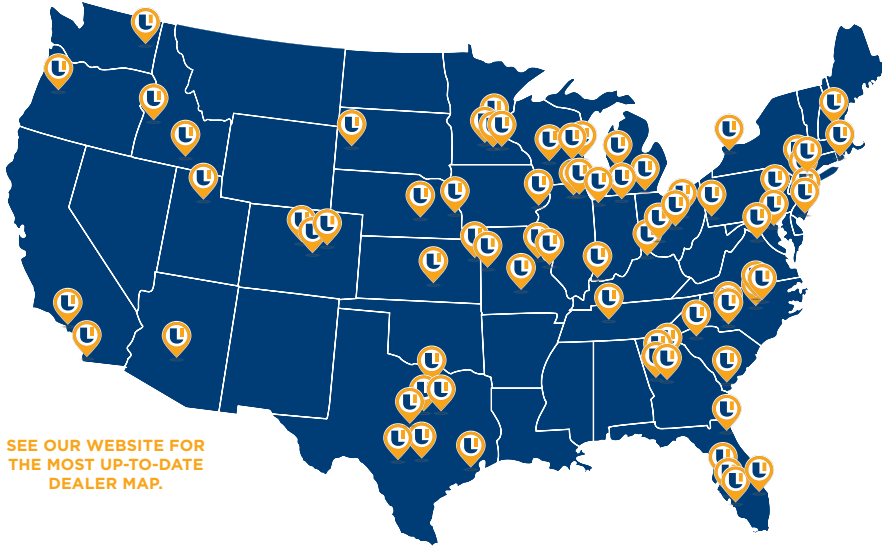 SEE OUR WEBSITE FOR
THE MOST UP-TO-DATE
DEALER MAP.